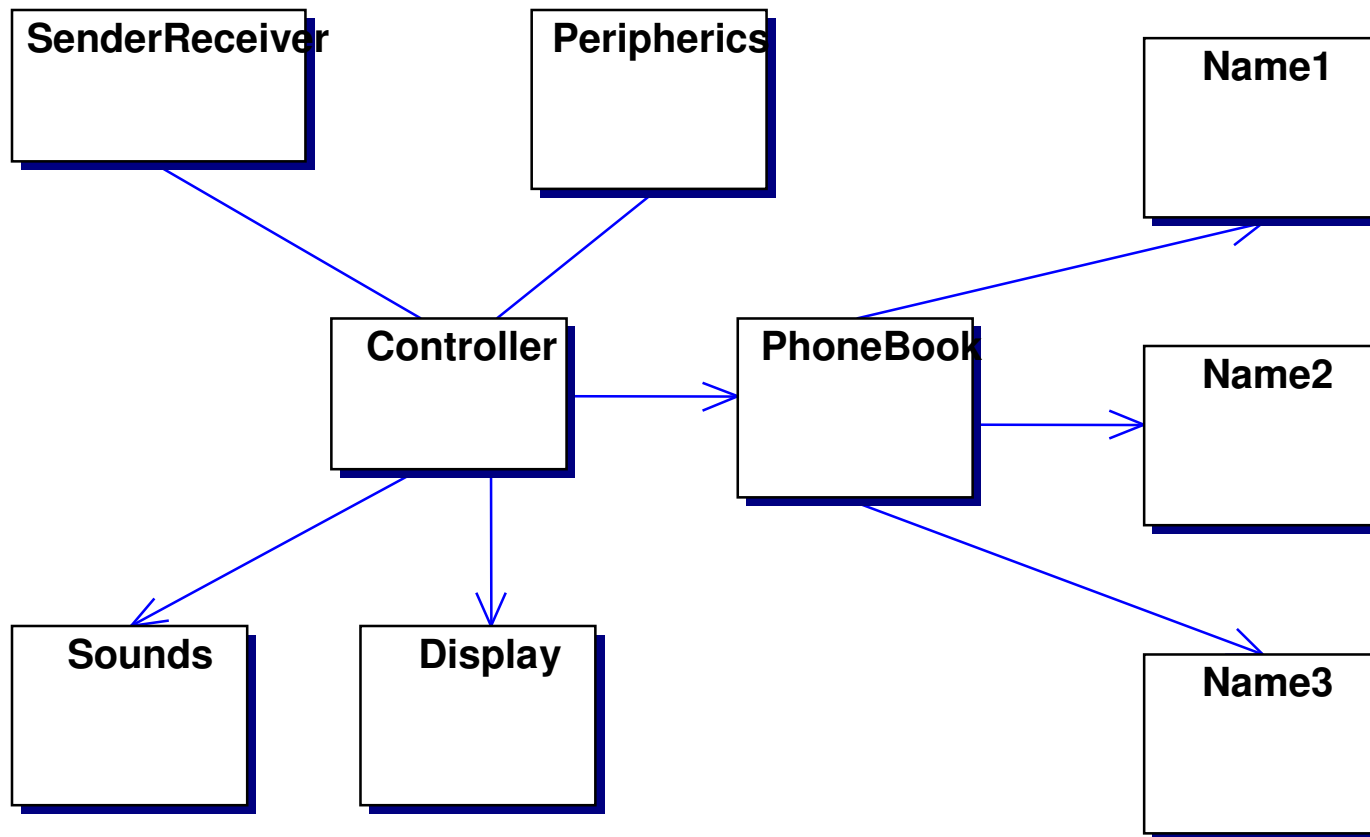 SenderReceiver
Peripherics
Name1
Controller
PhoneBook
Name2
Sounds
Display
Name3